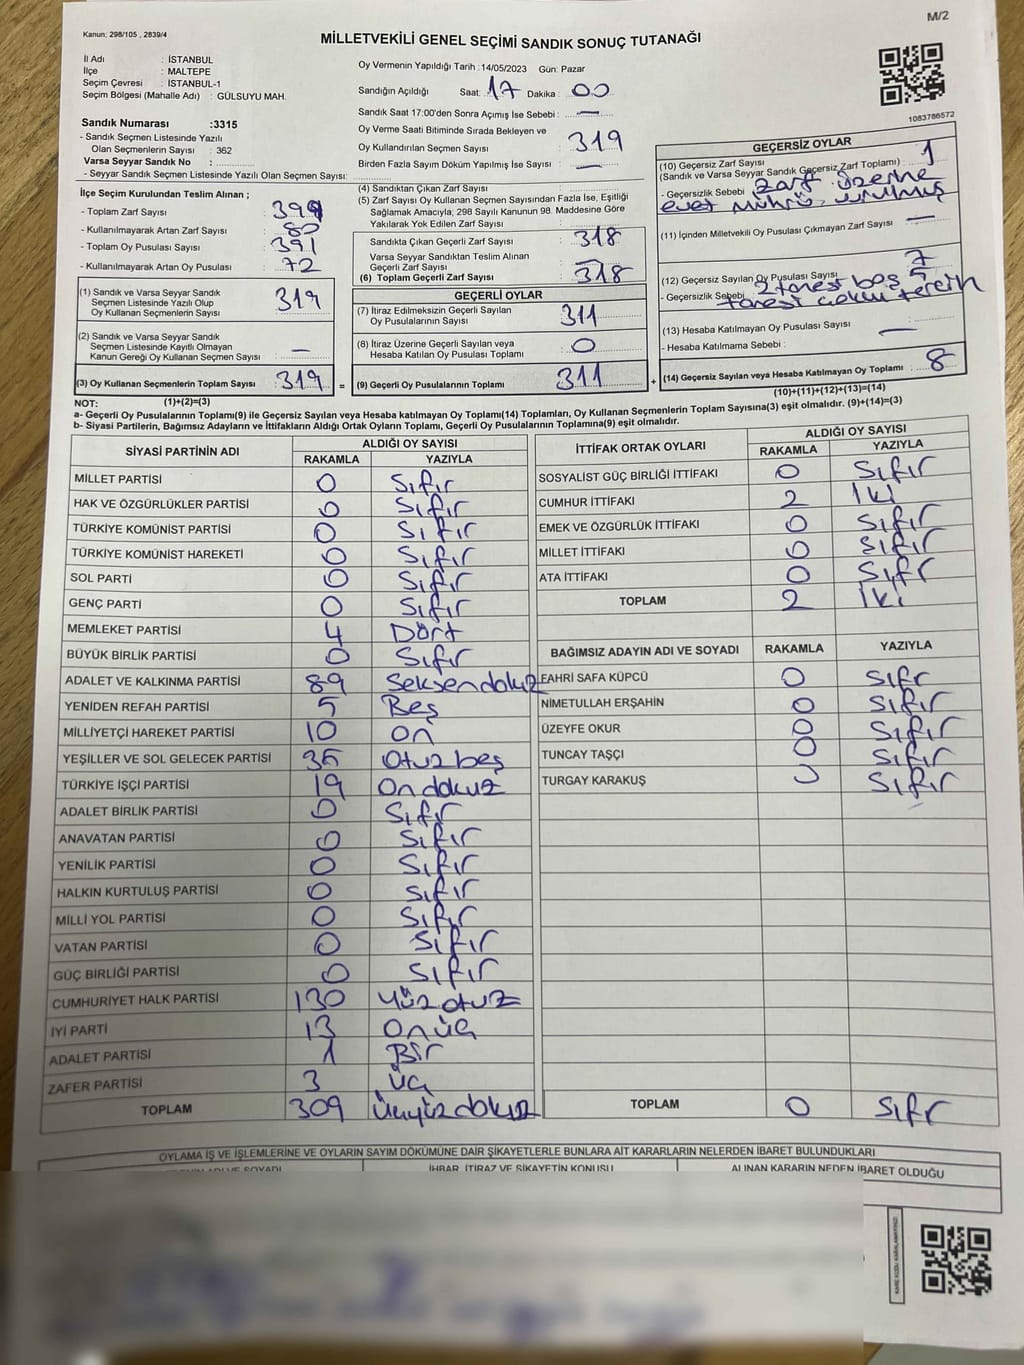 M/2
Kanun: 298/105 , 2839/4
MİLLETVEKİLİ GENEL SEÇİMİ SANDIK SONUÇ TUTANAĞI
İl Adı : İSTANBUL
İlçe : MALTEPE
Seçim Çevresi : İSTANBUL-1
Seçim Bölgesi (Mahalle Adı) : GÜLSUYU MAH.
Sandık Numarası :3315
- Sandık Seçmen Listesinde Yazılı
Olan Seçmenlerin Sayısı : 362
Varsa Seyyar Sandık No :
- Seyyar Sandık Seçmen Listesinde Yazılı Olan Seçmenlerin Sayısı:
Oy Vermenin Yapıldığı Tarih : 14/05/2023 Gün: Pazar
Sandığın Açıldığı Saat: 17 Dakika : 00
Sandık Saat 17:00'den Sonra Açımış İse Sebebi : —
Oy Verme Saati Bitiminde Sırada Bekleyen ve
Oy Kullandırılan Seçmen Sayısı : 319
Birden Fazla Sayım Döküm Yapılmış İse Sayısı : —
1083786572
İlçe Seçim Kurulundan Teslim Alınan ;
- Toplam Zarf Sayısı : 399
- Kullanılmayarak Artan Zarf Sayısı : 80
- Toplam Oy Pusulası Sayısı : 391
- Kullanılmayarak Artan Oy Pusulası : 72
(1) Sandık ve Varsa Seyyar Sandık
Seçmen Listesinde Yazılı Olup
Oy Kullanan Seçmenlerin Sayısı : 319
(2) Sandık ve Varsa Seyyar Sandık
Seçmen Listesinde Kayıtlı Olmayan
Kanun Gereği Oy Kullanan Seçmen Sayısı : —
(3) Oy Kullanan Seçmenlerin Toplam Sayısı : 319 =
(1)+(2)=(3)
(4) Sandıktan Çıkan Zarf Sayısı :
(5) Zarf Sayısı Oy Kullanan Seçmen Sayısından Fazla İse, Eşitliği
Sağlamak Amacıyla, 298 Sayılı Kanunun 98. Maddesine Göre
Yakılarak Yok Edilen Zarf Sayısı :
Sandıkta Çıkan Geçerli Zarf Sayısı : 318
Varsa Seyyar Sandıktan Teslim Alınan
Geçerli Zarf Sayısı : —
(6) Toplam Geçerli Zarf Sayısı : 318
GEÇERLİ OYLAR
(7) İtiraz Edilmeksizin Geçerli Sayılan
Oy Pusulalarının Sayısı : 311
(8) İtiraz Üzerine Geçerli Sayılan veya
Hesaba Katılan Oy Pusulası Toplamı : 0
(9) Geçerli Oy Pusulalarının Toplamı 311 +
GEÇERSİZ OYLAR
(10) Geçersiz Zarf Sayısı
(Sandık ve Varsa Seyyar Sandık Geçersiz Zarf Toplamı) : 1
- Geçersizlik Sebebi : zarf üzerine
evet mührü vurulmuş
(11) İçinden Milletvekili Oy Pusulası Çıkmayan Zarf Sayısı : —
(12) Geçersiz Sayılan Oy Pusulası Sayısı : 7
- Geçersizlik Sebebi : 2 tanesi boş 5
tanesi çoklu tercih
(13) Hesaba Katılmayan Oy Pusulası Sayısı : —
- Hesaba Katılmama Sebebi :
(14) Geçersiz Sayılan veya Hesaba Katılmayan Oy Toplamı : 8
(10)+(11)+(12)+(13)=(14)
NOT:
a- Geçerli Oy Pusulalarının Toplamı(9) ile Geçersiz Sayılan veya Hesaba katılmayan Oy Toplamı(14) Toplamları, Oy Kullanan Seçmenlerin Toplam Sayısına(3) eşit olmalıdır. (9)+(14)=(3)
b- Siyasi Partilerin, Bağımsız Adayların ve İttifakların Aldığı Ortak Oyların Toplamı, Geçerli Oy Pusulalarının Toplamına(9) eşit olmalıdır.
SİYASİ PARTİNİN ADI ALDIĞI OY SAYISI
RAKAMLA YAZIYLA
MİLLET PARTİSİ 0 Sıfır
HAK VE ÖZGÜRLÜKLER PARTİSİ 0 Sıfır
TÜRKİYE KOMÜNİST PARTİSİ 0 Sıfır
TÜRKİYE KOMÜNİST HAREKETİ 0 Sıfır
SOL PARTİ 0 Sıfır
GENÇ PARTİ 0 Sıfır
MEMLEKET PARTİSİ 4 Dört
BÜYÜK BİRLİK PARTİSİ 0 Sıfır
ADALET VE KALKINMA PARTİSİ 89 Seksendokuz
YENİDEN REFAH PARTİSİ 5 Beş
MİLLİYETÇİ HAREKET PARTİSİ 10 On
YEŞİLLER VE SOL GELECEK PARTİSİ 35 Otuz beş
TÜRKİYE İŞÇİ PARTİSİ 19 On dokuz
ADALET BİRLİK PARTİSİ 0 Sıfır
ANAVATAN PARTİSİ 0 Sıfır
YENİLİK PARTİSİ 0 Sıfır
HALKIN KURTULUŞ PARTİSİ 0 Sıfır
MİLLİ YOL PARTİSİ 0 Sıfır
VATAN PARTİSİ 0 Sıfır
GÜÇ BİRLİĞİ PARTİSİ 0 Sıfır
CUMHURİYET HALK PARTİSİ 130 Yüz otuz
İYİ PARTİ 13 On üç
ADALET PARTİSİ 1 Bir
ZAFER PARTİSİ 3 Üç
TOPLAM 309 Üçyüz dokuz
İTTİFAK ORTAK OYLARI ALDIĞI OY SAYISI
RAKAMLA YAZIYLA
SOSYALİST GÜÇ BİRLİĞİ İTTİFAKI 0 Sıfır
CUMHUR İTTİFAKI 2 İki
EMEK VE ÖZGÜRLÜK İTTİFAKI 0 Sıfır
MİLLET İTTİFAKI 0 Sıfır
ATA İTTİFAKI 0 Sıfr
TOPLAM 2 İki
BAĞIMSIZ ADAYIN ADI VE SOYADI RAKAMLA YAZIYLA
FAHRİ SAFA KÜPCÜ 0 Sıfr
NİMETULLAH ERŞAHİN 0 Sıfır
ÜZEYFE OKUR 0 Sıfır
TUNCAY TAŞÇI 0 Sıfır
TURGAY KARAKUŞ 0 Sıfır
TOPLAM 0 Sıfr
OYLAMA İŞ VE İŞLEMLERİNE VE OYLARIN SAYIM DÖKÜMÜNE DAİR ŞİKAYETLERLE BUNLARA AİT KARARLARIN NELERDEN İBARET BULUNDUKLARI
İHBAR, İTİRAZ VE ŞİKAYETİN KONUSU ALINAN KARARIN NEDEN İBARET OLDUĞU